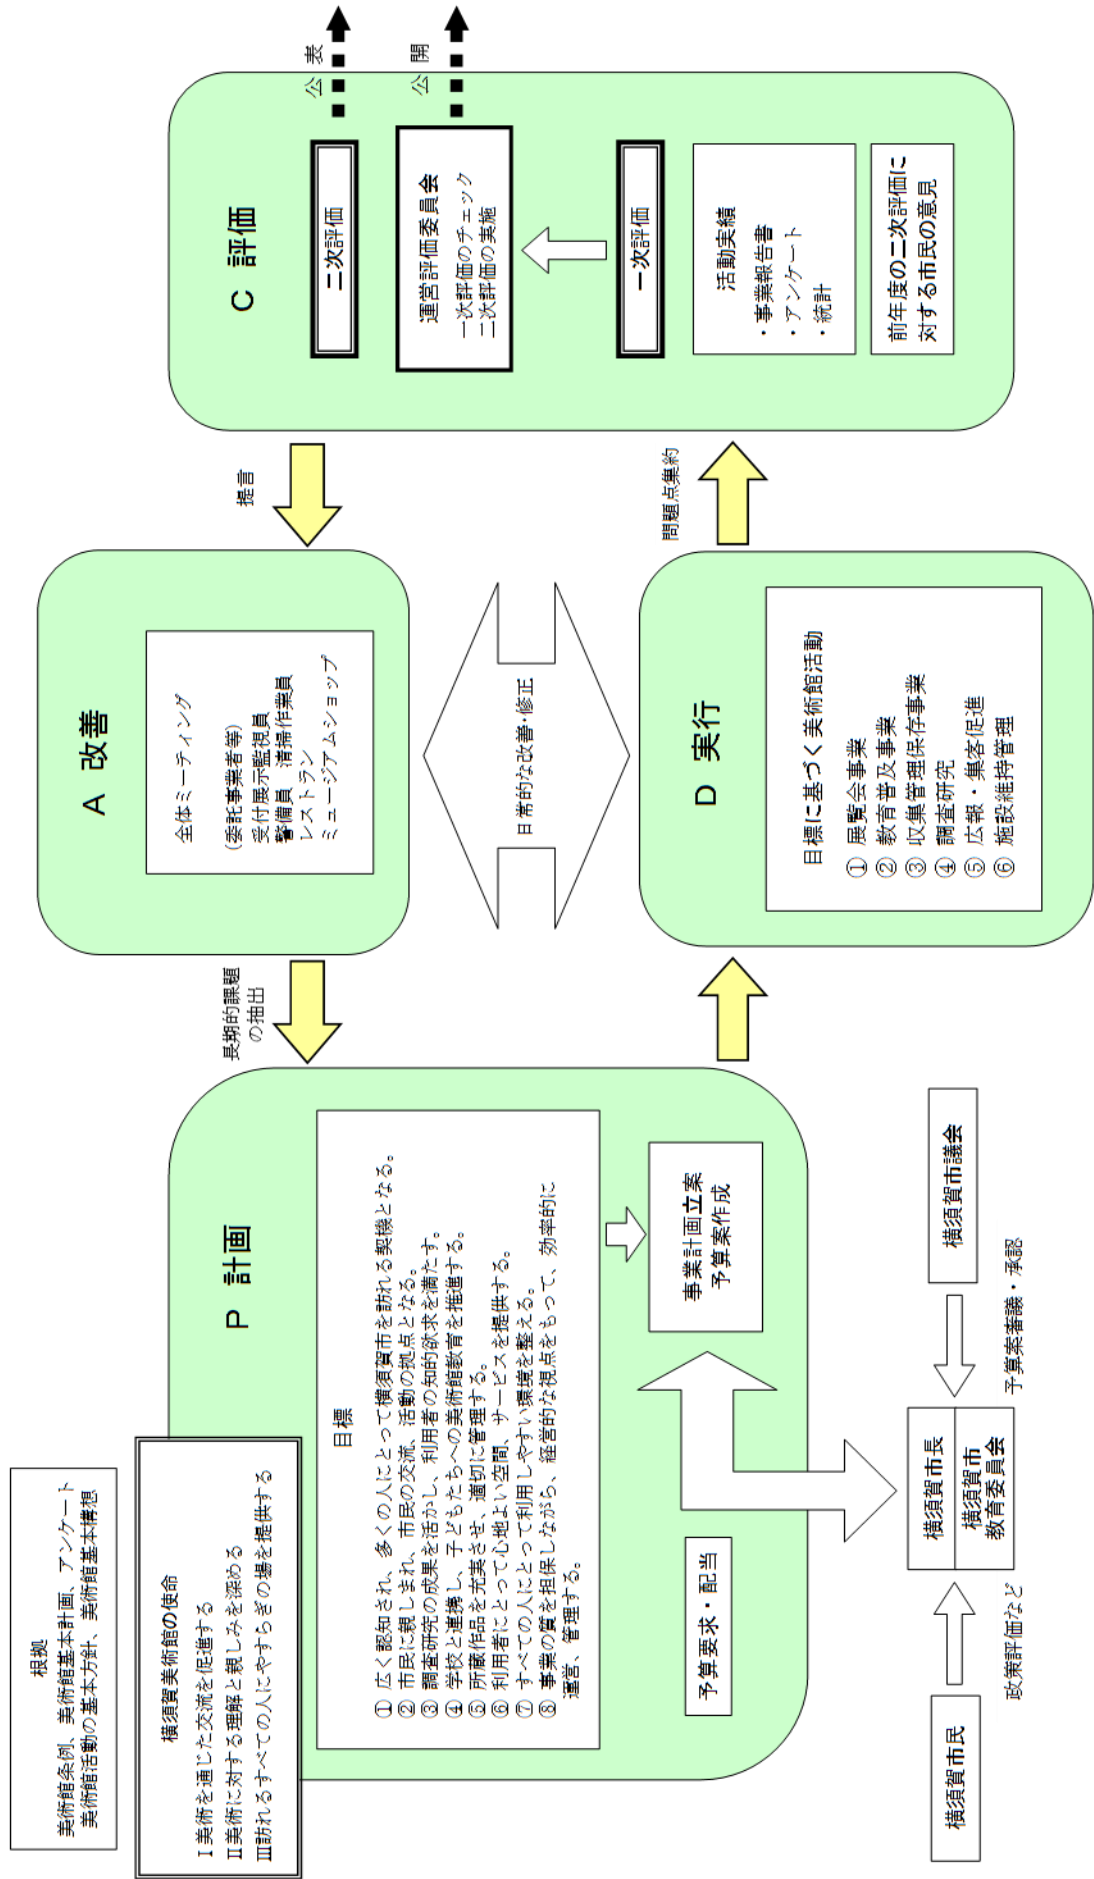 根拠
美術館条例、美術館基本計画、アンケート
美術館活動の基本方針、美術館基本構想
横須賀美術館の使命
Ⅰ美術を通じた交流を促進する
Ⅱ美術に対する理解と親しみを深める
Ⅲ訪れるすべての人にやすらぎの場を提供する
P 計画
目標
① 広く認知され、多くの人にとって横須賀市を訪れる契機となる。
② 市民に親しまれ、市民の交流、活動の拠点となる。
③ 調査研究の成果を活かし、利用者の知的欲求を満たす。
④ 学校と連携し、子どもたちへの美術館教育を推進する。
⑤ 所蔵作品を充実させ、適切に管理する。
⑥ 利用者にとって心地よい空間、サービスを提供する。
⑦ すべての人にとって利用しやすい環境を整える。
⑧ 事業の質を担保しながら、経営的な視点をもって、効率的に
運営、管理する。
事業計画立案
予算案作成
予算要求・配当
横須賀市民
政策評価など
横須賀市長
横須賀市
教育委員会
予算案審議・承認
横須賀市議会
長期的課題
の抽出
A 改善
全体ミーティング
(委託事業者等)
受付展示監視員
警備員 清掃作業員
レストラン
ミュージアムショップ
日常的な改善・修正
D 実行
目標に基づく美術館活動
① 展覧会事業
② 教育普及事業
③ 収集管理保存事業
④ 調査研究
⑤ 広報・集客促進
⑥ 施設維持管理
提言
問題点集約
C 評価
二次評価
公表
運営評価委員会
一次評価のチェック
二次評価の実施
公開
一次評価
活動実績
・事業報告書
・アンケート
・統計
前年度の二次評価に
対する市民の意見